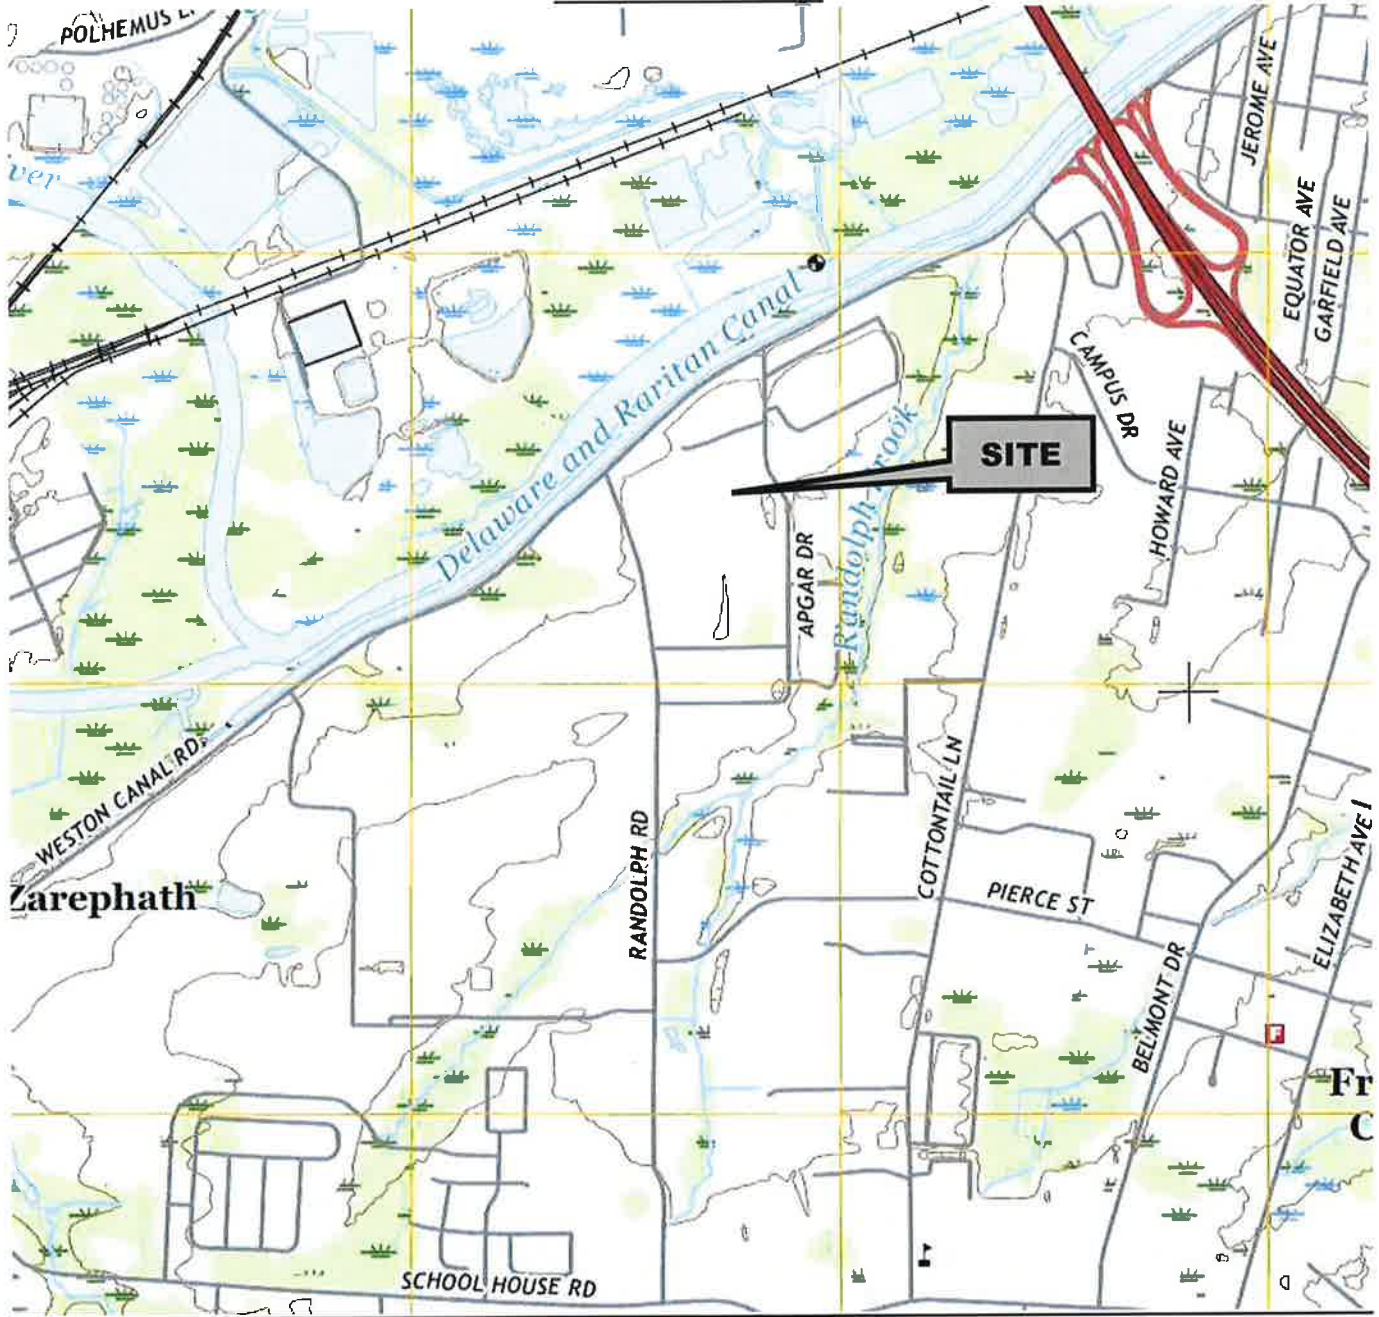 POLHEMUS L
JEROME AVE
ver
EQUATOR AVE
GARFIELD AVE
Delaware and Raritan Canal
CAMPUS DR
SITE
HOWARD AVE
Randolph Brook
APGAR DR
WESTON CANAL RD
COTTONTAIL LN
RANDOLPH RD
ELIZABETH AVE
Zarephath
PIERCE ST
BELMONT DR
F
Fr
C
SCHOOL HOUSE RD